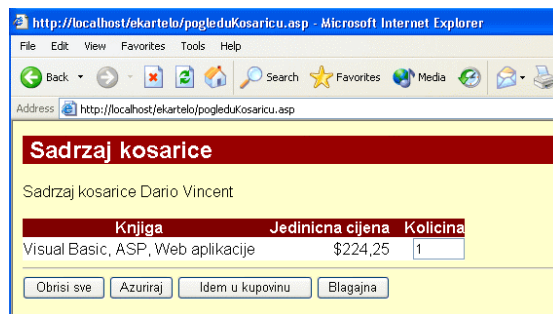 http://localhost/ekartelo/pogleduKosaricu.asp - Microsoft Internet Explorer
File Edit View Favorites Tools Help
Back Search Favorites Media
Address http://localhost/ekartelo/pogleduKosaricu.asp
Sadrzaj kosarice
Sadrzaj kosarice Dario Vincent
Knjiga Jedinicna cijena Kolicina
Visual Basic, ASP, Web aplikacije $224,25 1
Obrisi sve Azuriraj Idem u kupovinu Blagajna